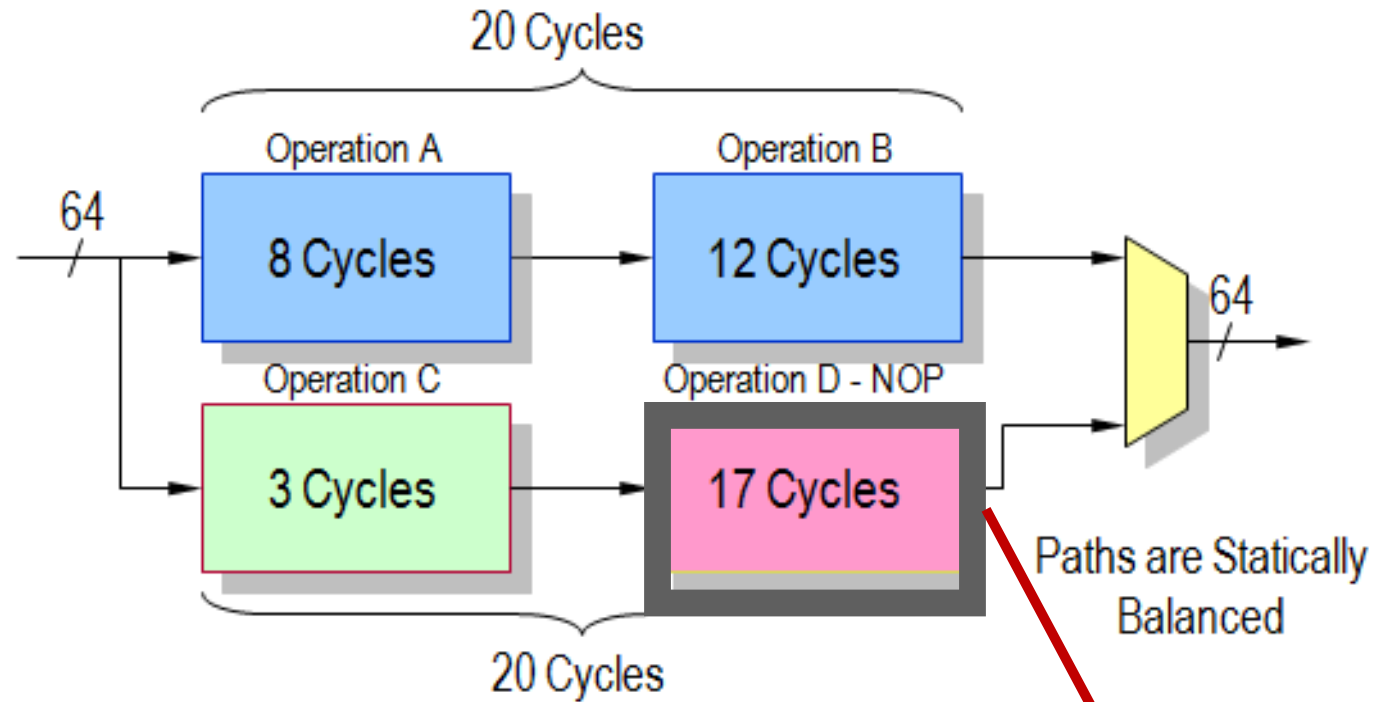 20 Cycles
Operation A
Operation B
64
8 Cycles
12 Cycles
64
Operation C
Operation D - NOP
3 Cycles
17 Cycles
Paths are Statically
Balanced
20 Cycles